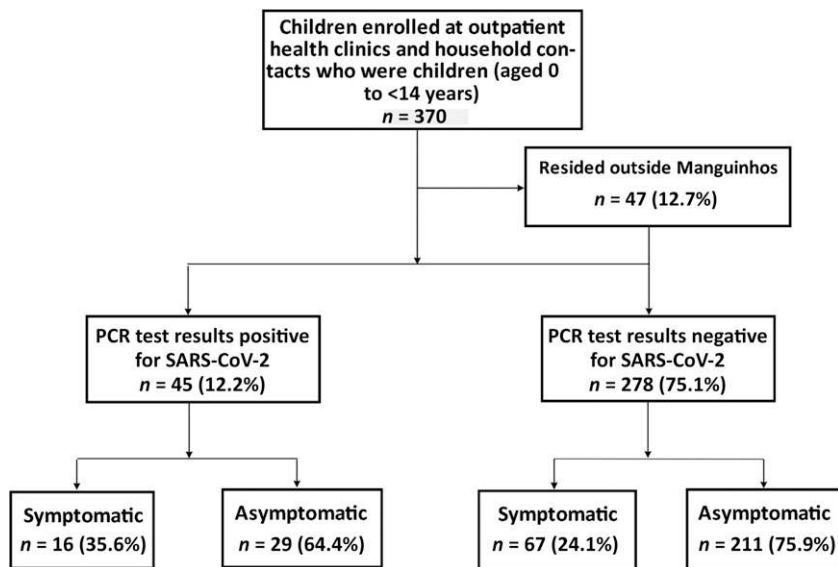 Children enrolled at outpatient
health clinics and household con-
tacts who were children (aged 0
to <14 years)
n = 370
Resided outside Manguinhos
n = 47 (12.7%)
PCR test results positive
for SARS-CoV-2
n = 45 (12.2%)
PCR test results negative
for SARS-CoV-2
n = 278 (75.1%)
Symptomatic
n = 16 (35.6%)
Asymptomatic
n = 29 (64.4%)
Symptomatic
n = 67 (24.1%)
Asymptomatic
n = 211 (75.9%)